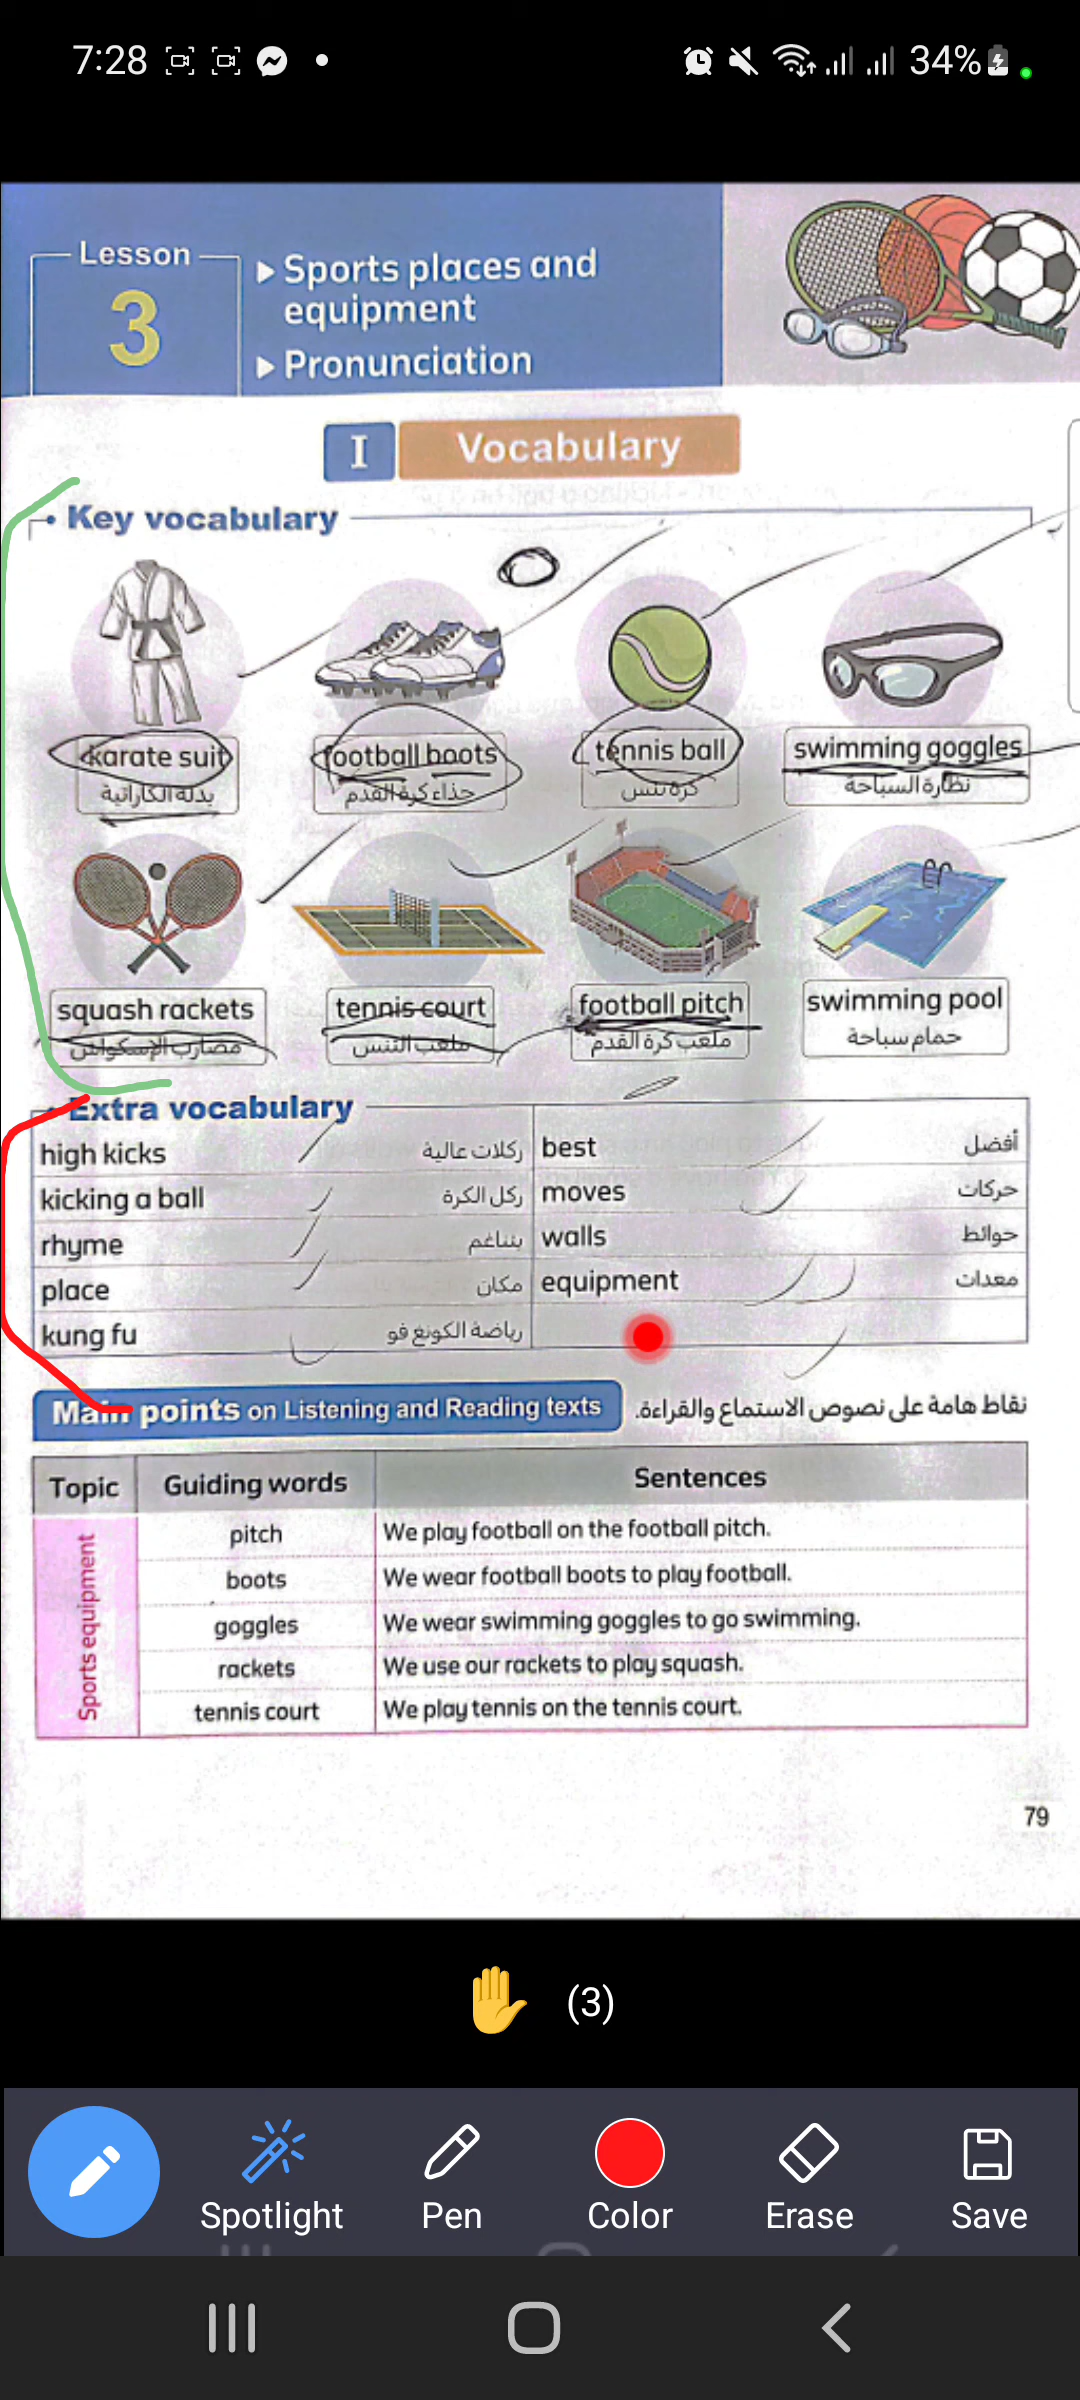 7:28
34%
Lesson
3
Sports places and
equipment
Pronunciation
I Vocabulary
• Key vocabulary
karate suit
بدلة الكاراتية
football boots
حذاء كرة القدم
tennis ball
كرة تنس
swimming goggles
نظارة السباحة
squash rackets
مضارب الإسكواش
tennis court
ملعب التنس
football pitch
ملعب كرة القدم
swimming pool
حمام سباحة
Extra vocabulary
high kicks ركلات عالية
best أفضل
kicking a ball ركل الكرة
moves حركات
rhyme يتناغم
walls حوائط
place مكان
equipment معدات
kung fu رياضة الكونغ فو
Main points on Listening and Reading texts
نقاط هامة على نصوص الاستماع والقراءة.
Topic Guiding words Sentences
Sports equipment
pitch We play football on the football pitch.
boots We wear football boots to play football.
goggles We wear swimming goggles to go swimming.
rackets We use our rackets to play squash.
tennis court We play tennis on the tennis court.
79
(3)
Spotlight Pen Color Erase Save